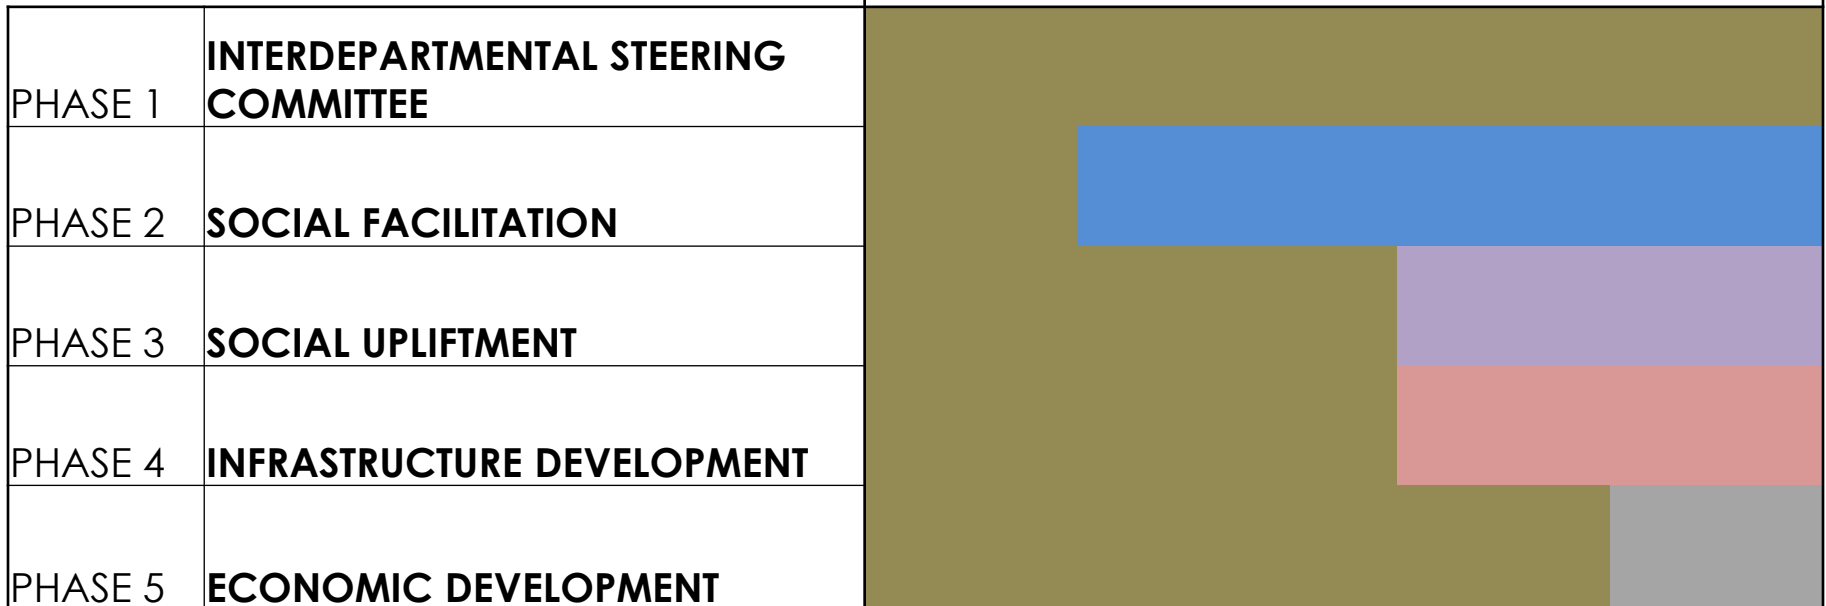 PHASE 1
INTERDEPARTMENTAL STEERING
COMMITTEE
PHASE 2
SOCIAL FACILITATION
PHASE 3
SOCIAL UPLIFTMENT
PHASE 4
INFRASTRUCTURE DEVELOPMENT
PHASE 5
ECONOMIC DEVELOPMENT